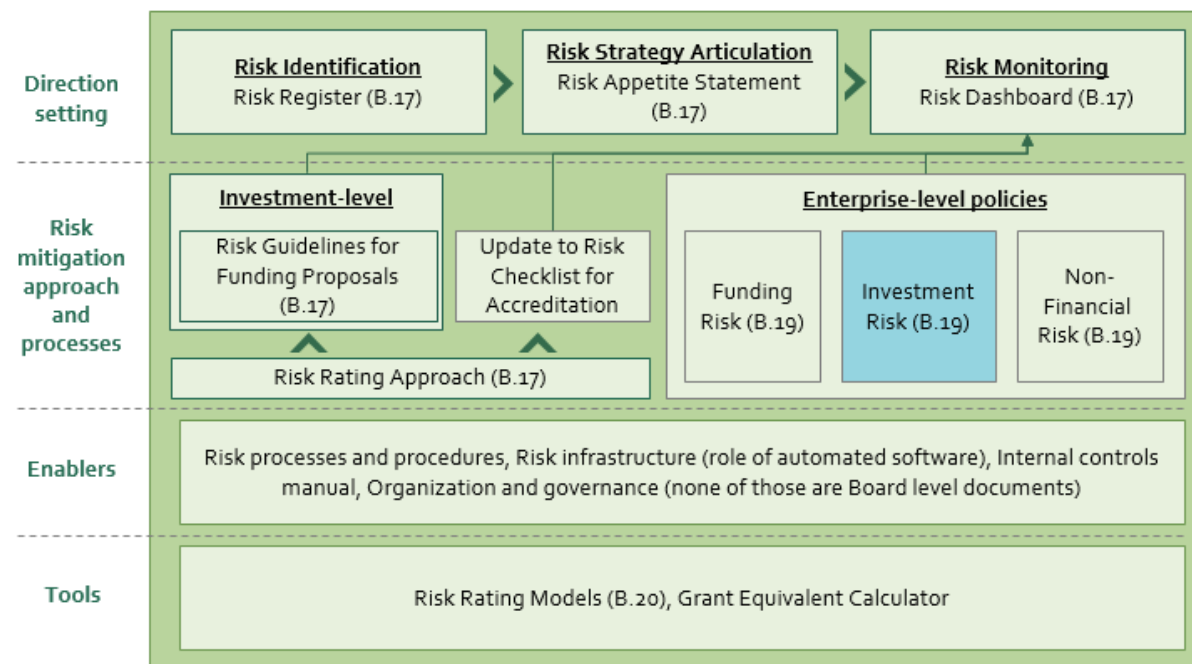 Direction
setting
Risk Identification
Risk Register (B.17)
Risk Strategy Articulation
Risk Appetite Statement
(B.17)
Risk Monitoring
Risk Dashboard (B.17)
Risk
mitigation
approach
and
processes
Investment-level
Risk Guidelines for
Funding Proposals
(B.17)
Update to Risk
Checklist for
Accreditation
Risk Rating Approach (B.17)
Enterprise-level policies
Funding
Risk (B.19)
Investment
Risk (B.19)
Non-
Financial
Risk (B.19)
Enablers
Risk processes and procedures, Risk infrastructure (role of automated software), Internal controls
manual, Organization and governance (none of those are Board level documents)
Tools
Risk Rating Models (B.20), Grant Equivalent Calculator